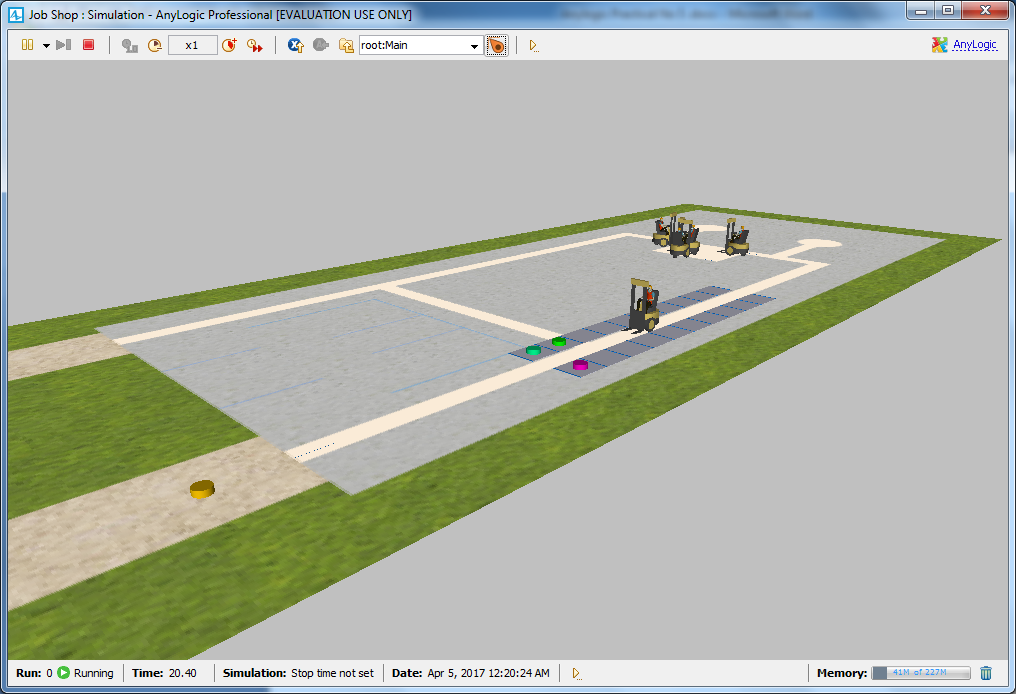 Job Shop : Simulation - AnyLogic Professional [EVALUATION USE ONLY]
x1
root:Main
AnyLogic
Run: 0 Running
Time: 20.40
Simulation: Stop time not set
Date: Apr 5, 2017 12:20:24 AM
Memory: 41M of 227M